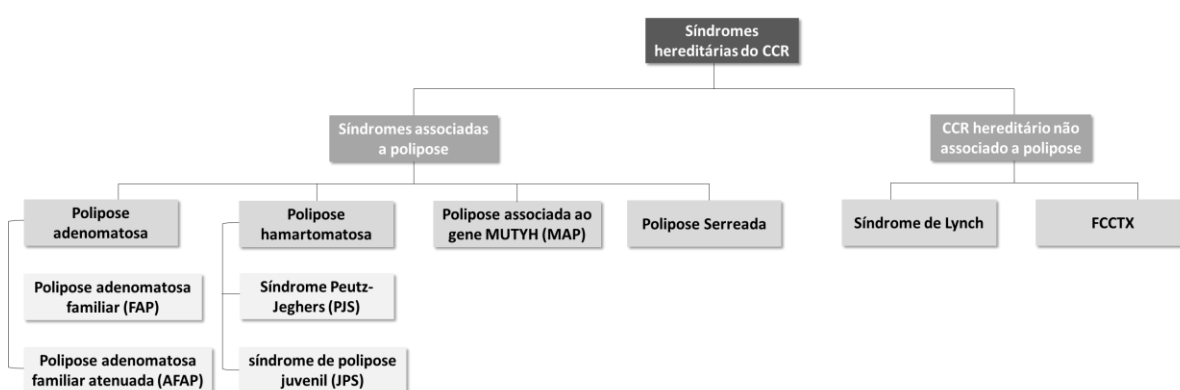 Síndromes
hereditárias do CCR
Síndromes associadas
a polipose
CCR hereditário não
associado a polipose
Polipose
adenomatosa
Polipose
hamartomatosa
Polipose associada ao
gene MUTYH (MAP)
Polipose Serreada
Síndrome de Lynch
FCCTX
Polipose adenomatosa
familiar (FAP)
Síndrome Peutz-
Jeghers (PJS)
Polipose adenomatosa
familiar atenuada (AFAP)
síndrome de polipose
juvenil (JPS)